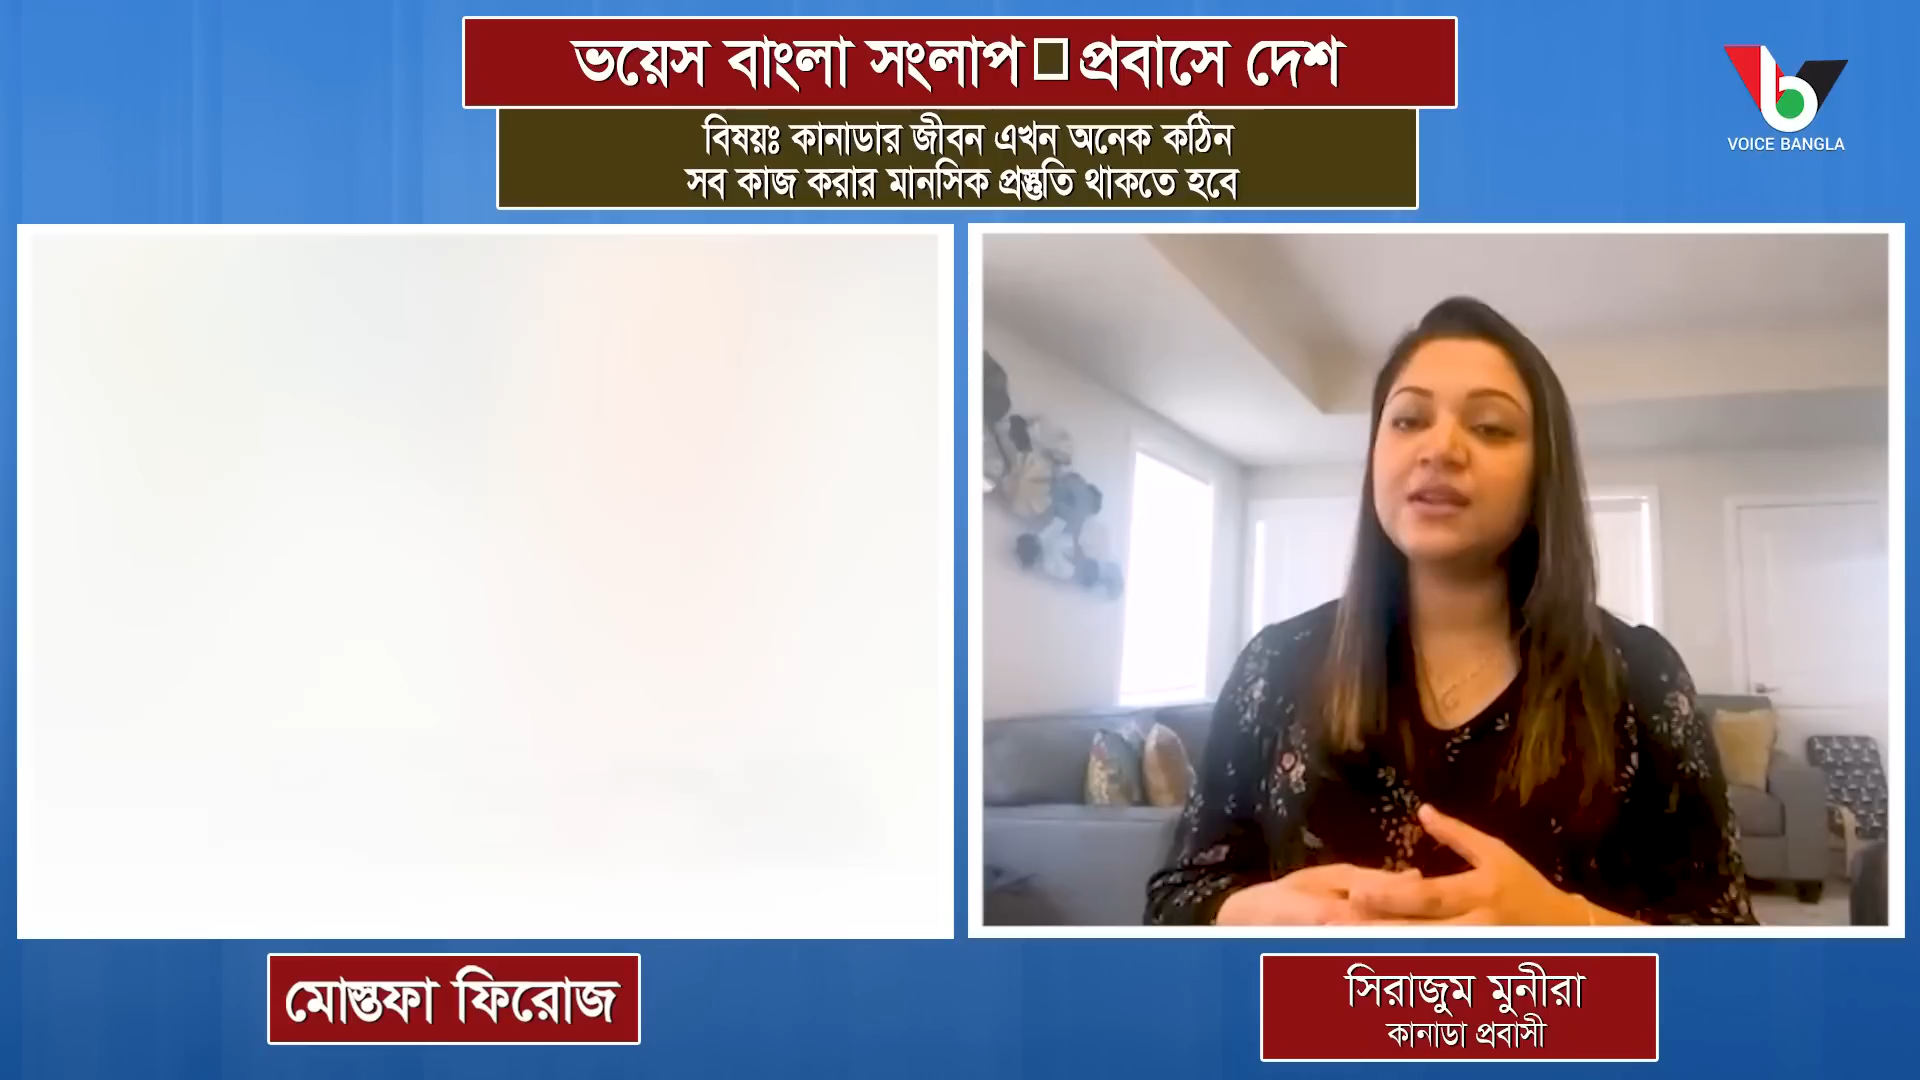 ভয়েস বাংলা সংলাপ □ প্রবাসে দেশ
VOICE BANGLA
বিষয়ঃ কানাডার জীবন এখন অনেক কঠিন
সব কাজ করার মানসিক প্রস্তুতি থাকতে হবে
মোস্তফা ফিরোজ
সিরাজুম মুনীরা
কানাডা প্রবাসী